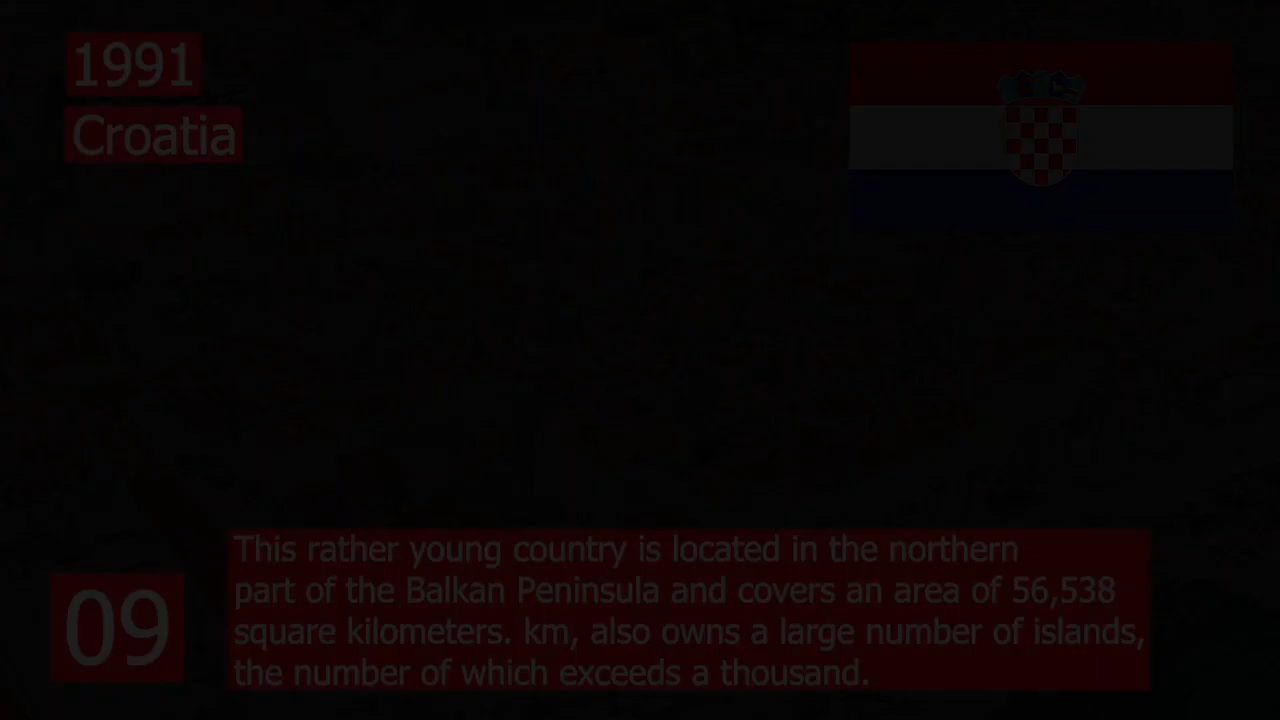 1991
Croatia
This rather young country is located in the northern
part of the Balkan Peninsula and covers an area of 56,538
square kilometers. km, also owns a large number of islands,
the number of which exceeds a thousand.
09